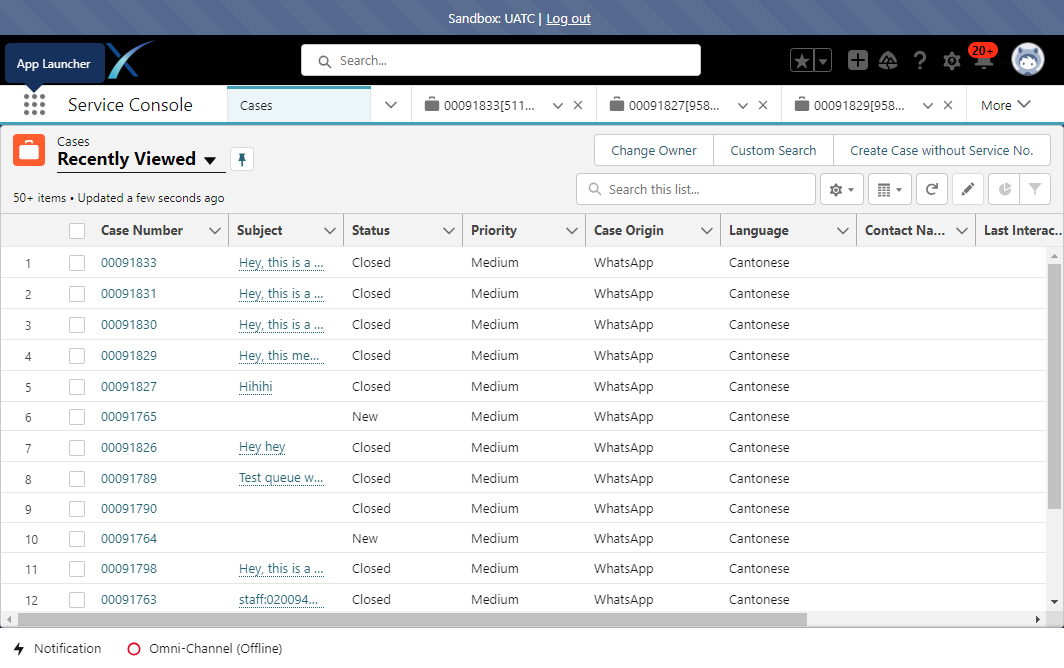 Sandbox: UATC | Log out
App Launcher
Search...
20+
Service Console
Cases
00091833[511...
00091827[958...
00091829[958...
More
Cases
Recently Viewed
Change Owner
Custom Search
Create Case without Service No.
50+ items • Updated a few seconds ago
Search this list...
Case Number Subject Status Priority Case Origin Language Contact Na... Last Interac...
1 00091833 Hey, this is a ... Closed Medium WhatsApp Cantonese
2 00091831 Hey, this is a ... Closed Medium WhatsApp Cantonese
3 00091830 Hey, this is a ... Closed Medium WhatsApp Cantonese
4 00091829 Hey, this me... Closed Medium WhatsApp Cantonese
5 00091827 Hihihi Closed Medium WhatsApp Cantonese
6 00091765 New Medium WhatsApp Cantonese
7 00091826 Hey hey Closed Medium WhatsApp Cantonese
8 00091789 Test queue w... Closed Medium WhatsApp Cantonese
9 00091790 Closed Medium WhatsApp Cantonese
10 00091764 New Medium WhatsApp Cantonese
11 00091798 Hey, this is a ... Closed Medium WhatsApp Cantonese
12 00091763 staff:020094... Closed Medium WhatsApp Cantonese
Notification
Omni-Channel (Offline)